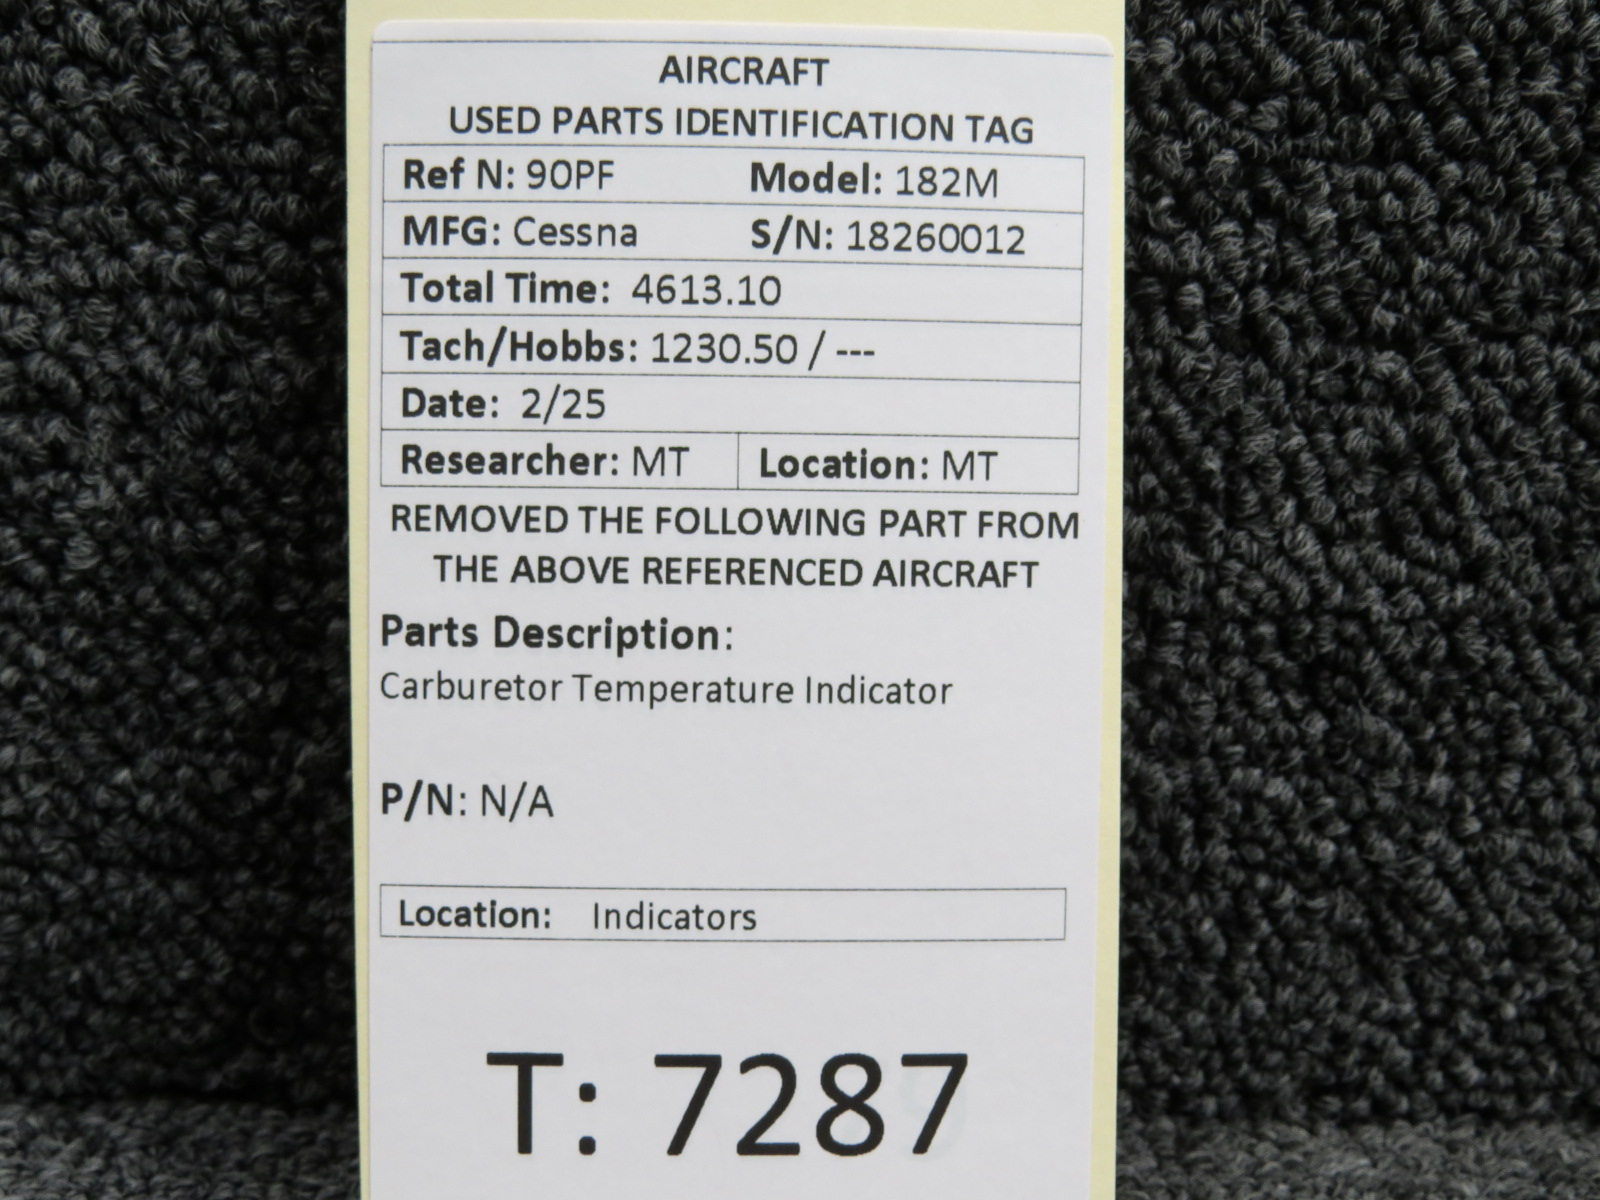 AIRCRAFT
USED PARTS IDENTIFICATION TAG
Ref N: 90PF Model: 182M
MFG: Cessna S/N: 18260012
Total Time: 4613.10
Tach/Hobbs: 1230.50 / ---
Date: 2/25
Researcher: MT Location: MT
REMOVED THE FOLLOWING PART FROM
THE ABOVE REFERENCED AIRCRAFT
Parts Description:
Carburetor Temperature Indicator
P/N: N/A
Location: Indicators
T: 7287